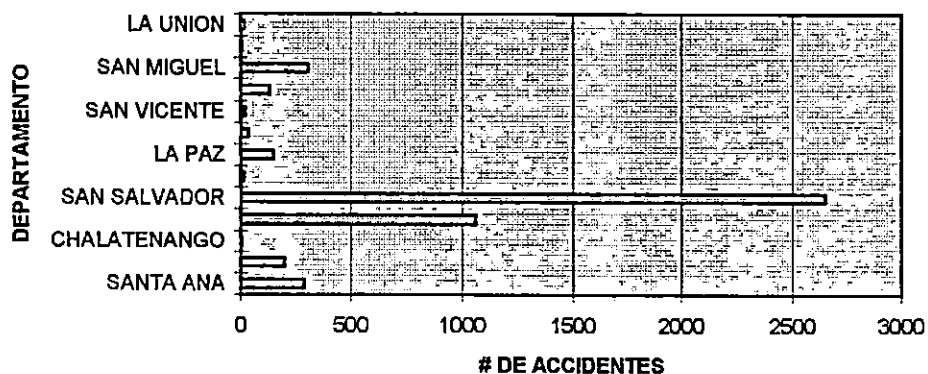 DEPARTAMENTO
LA UNION
SAN MIGUEL
SAN VICENTE
LA PAZ
SAN SALVADOR
CHALATENANGO
SANTA ANA
0 500 1000 1500 2000 2500 3000
# DE ACCIDENTES